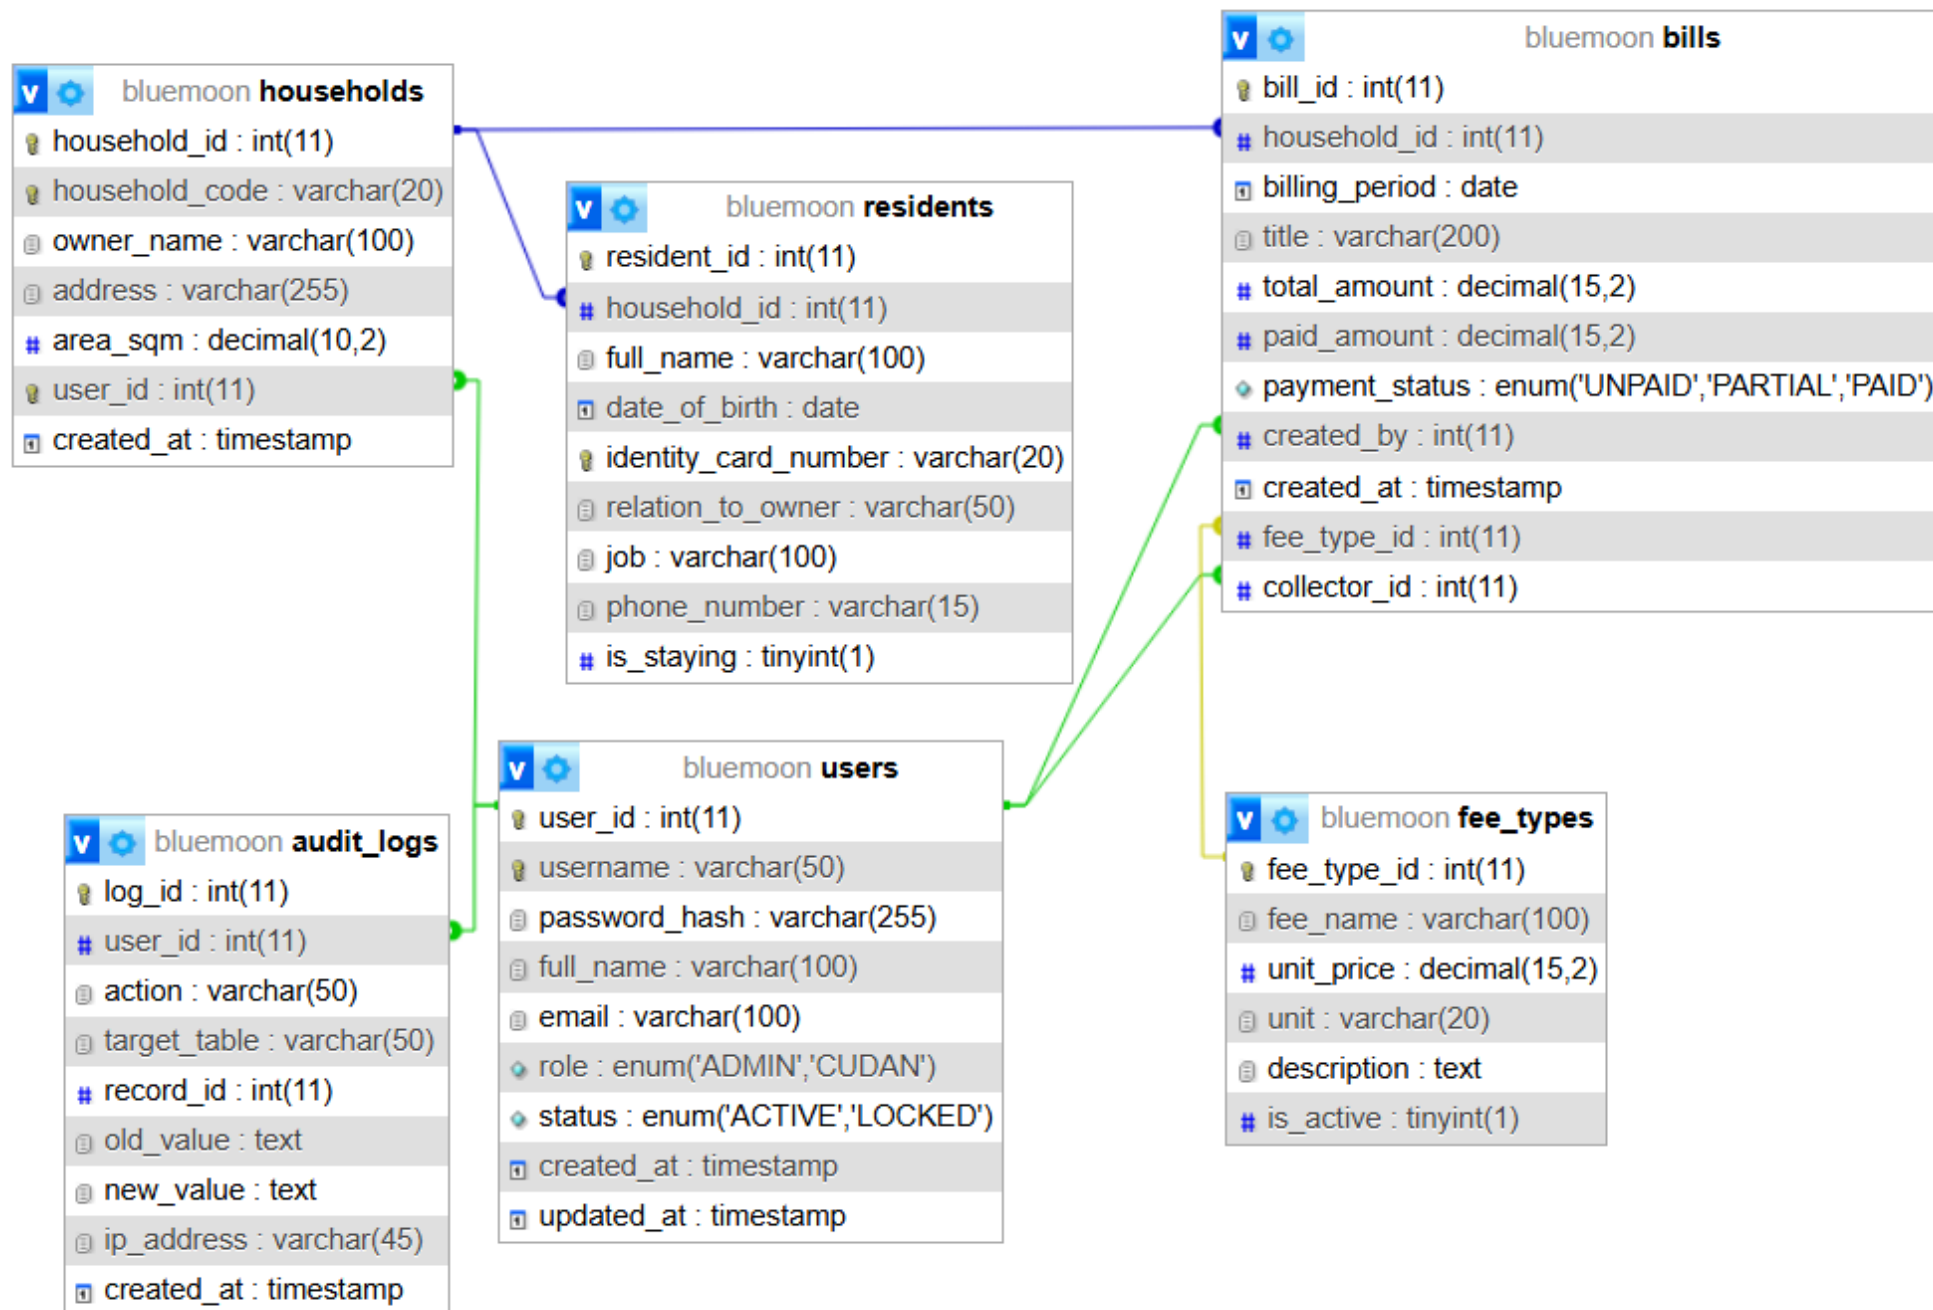 bluemoon households
household_id : int(11)
household_code : varchar(20)
owner_name : varchar(100)
address : varchar(255)
area_sqm : decimal(10,2)
user_id : int(11)
created_at : timestamp
bluemoon residents
resident_id : int(11)
household_id : int(11)
full_name : varchar(100)
date_of_birth : date
identity_card_number : varchar(20)
relation_to_owner : varchar(50)
job : varchar(100)
phone_number : varchar(15)
is_staying : tinyint(1)
bluemoon bills
bill_id : int(11)
household_id : int(11)
billing_period : date
title : varchar(200)
total_amount : decimal(15,2)
paid_amount : decimal(15,2)
payment_status : enum('UNPAID','PARTIAL','PAID')
created_by : int(11)
created_at : timestamp
fee_type_id : int(11)
collector_id : int(11)
bluemoon audit_logs
log_id : int(11)
user_id : int(11)
action : varchar(50)
target_table : varchar(50)
record_id : int(11)
old_value : text
new_value : text
ip_address : varchar(45)
created_at : timestamp
bluemoon users
user_id : int(11)
username : varchar(50)
password_hash : varchar(255)
full_name : varchar(100)
email : varchar(100)
role : enum('ADMIN','CUDAN')
status : enum('ACTIVE','LOCKED')
created_at : timestamp
updated_at : timestamp
bluemoon fee_types
fee_type_id : int(11)
fee_name : varchar(100)
unit_price : decimal(15,2)
unit : varchar(20)
description : text
is_active : tinyint(1)